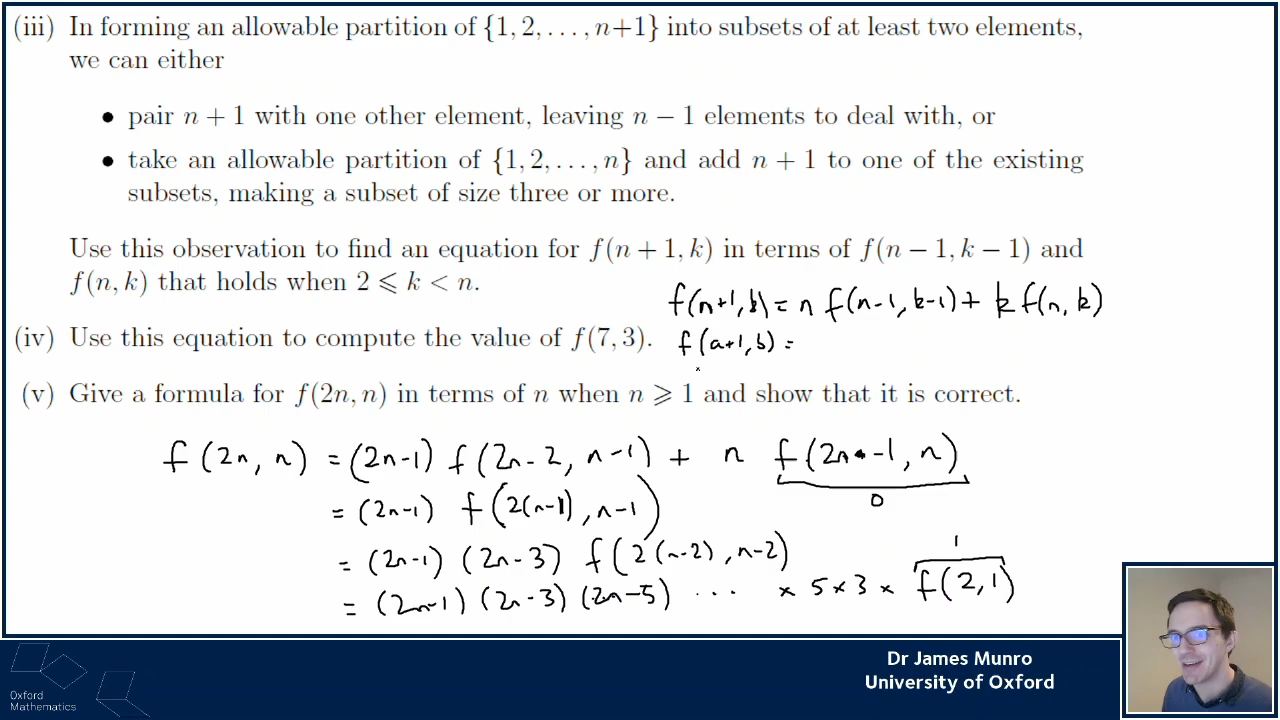 (iii) In forming an allowable partition of {1, 2, . . . , n+1} into subsets of at least two elements,
we can either
• pair n + 1 with one other element, leaving n − 1 elements to deal with, or
• take an allowable partition of {1, 2, . . . , n} and add n + 1 to one of the existing
subsets, making a subset of size three or more.
Use this observation to find an equation for f(n + 1, k) in terms of f(n − 1, k − 1) and
f(n, k) that holds when 2 ⩽ k < n.
f(n+1, k) = n f(n-1, k-1) + k f(n, k)
(iv) Use this equation to compute the value of f(7, 3).
f(a+1, b) =
(v) Give a formula for f(2n, n) in terms of n when n ⩾ 1 and show that it is correct.
f(2n, n) = (2n-1) f(2n-2, n-1) + n f(2n-1, n)
0
= (2n-1) f(2(n-1), n-1)
= (2n-1) (2n-3) f(2(n-2), n-2)
1
= (2n-1) (2n-3) (2n-5) ... × 5 × 3 × f(2, 1)
Dr James Munro
University of Oxford
Oxford
Mathematics